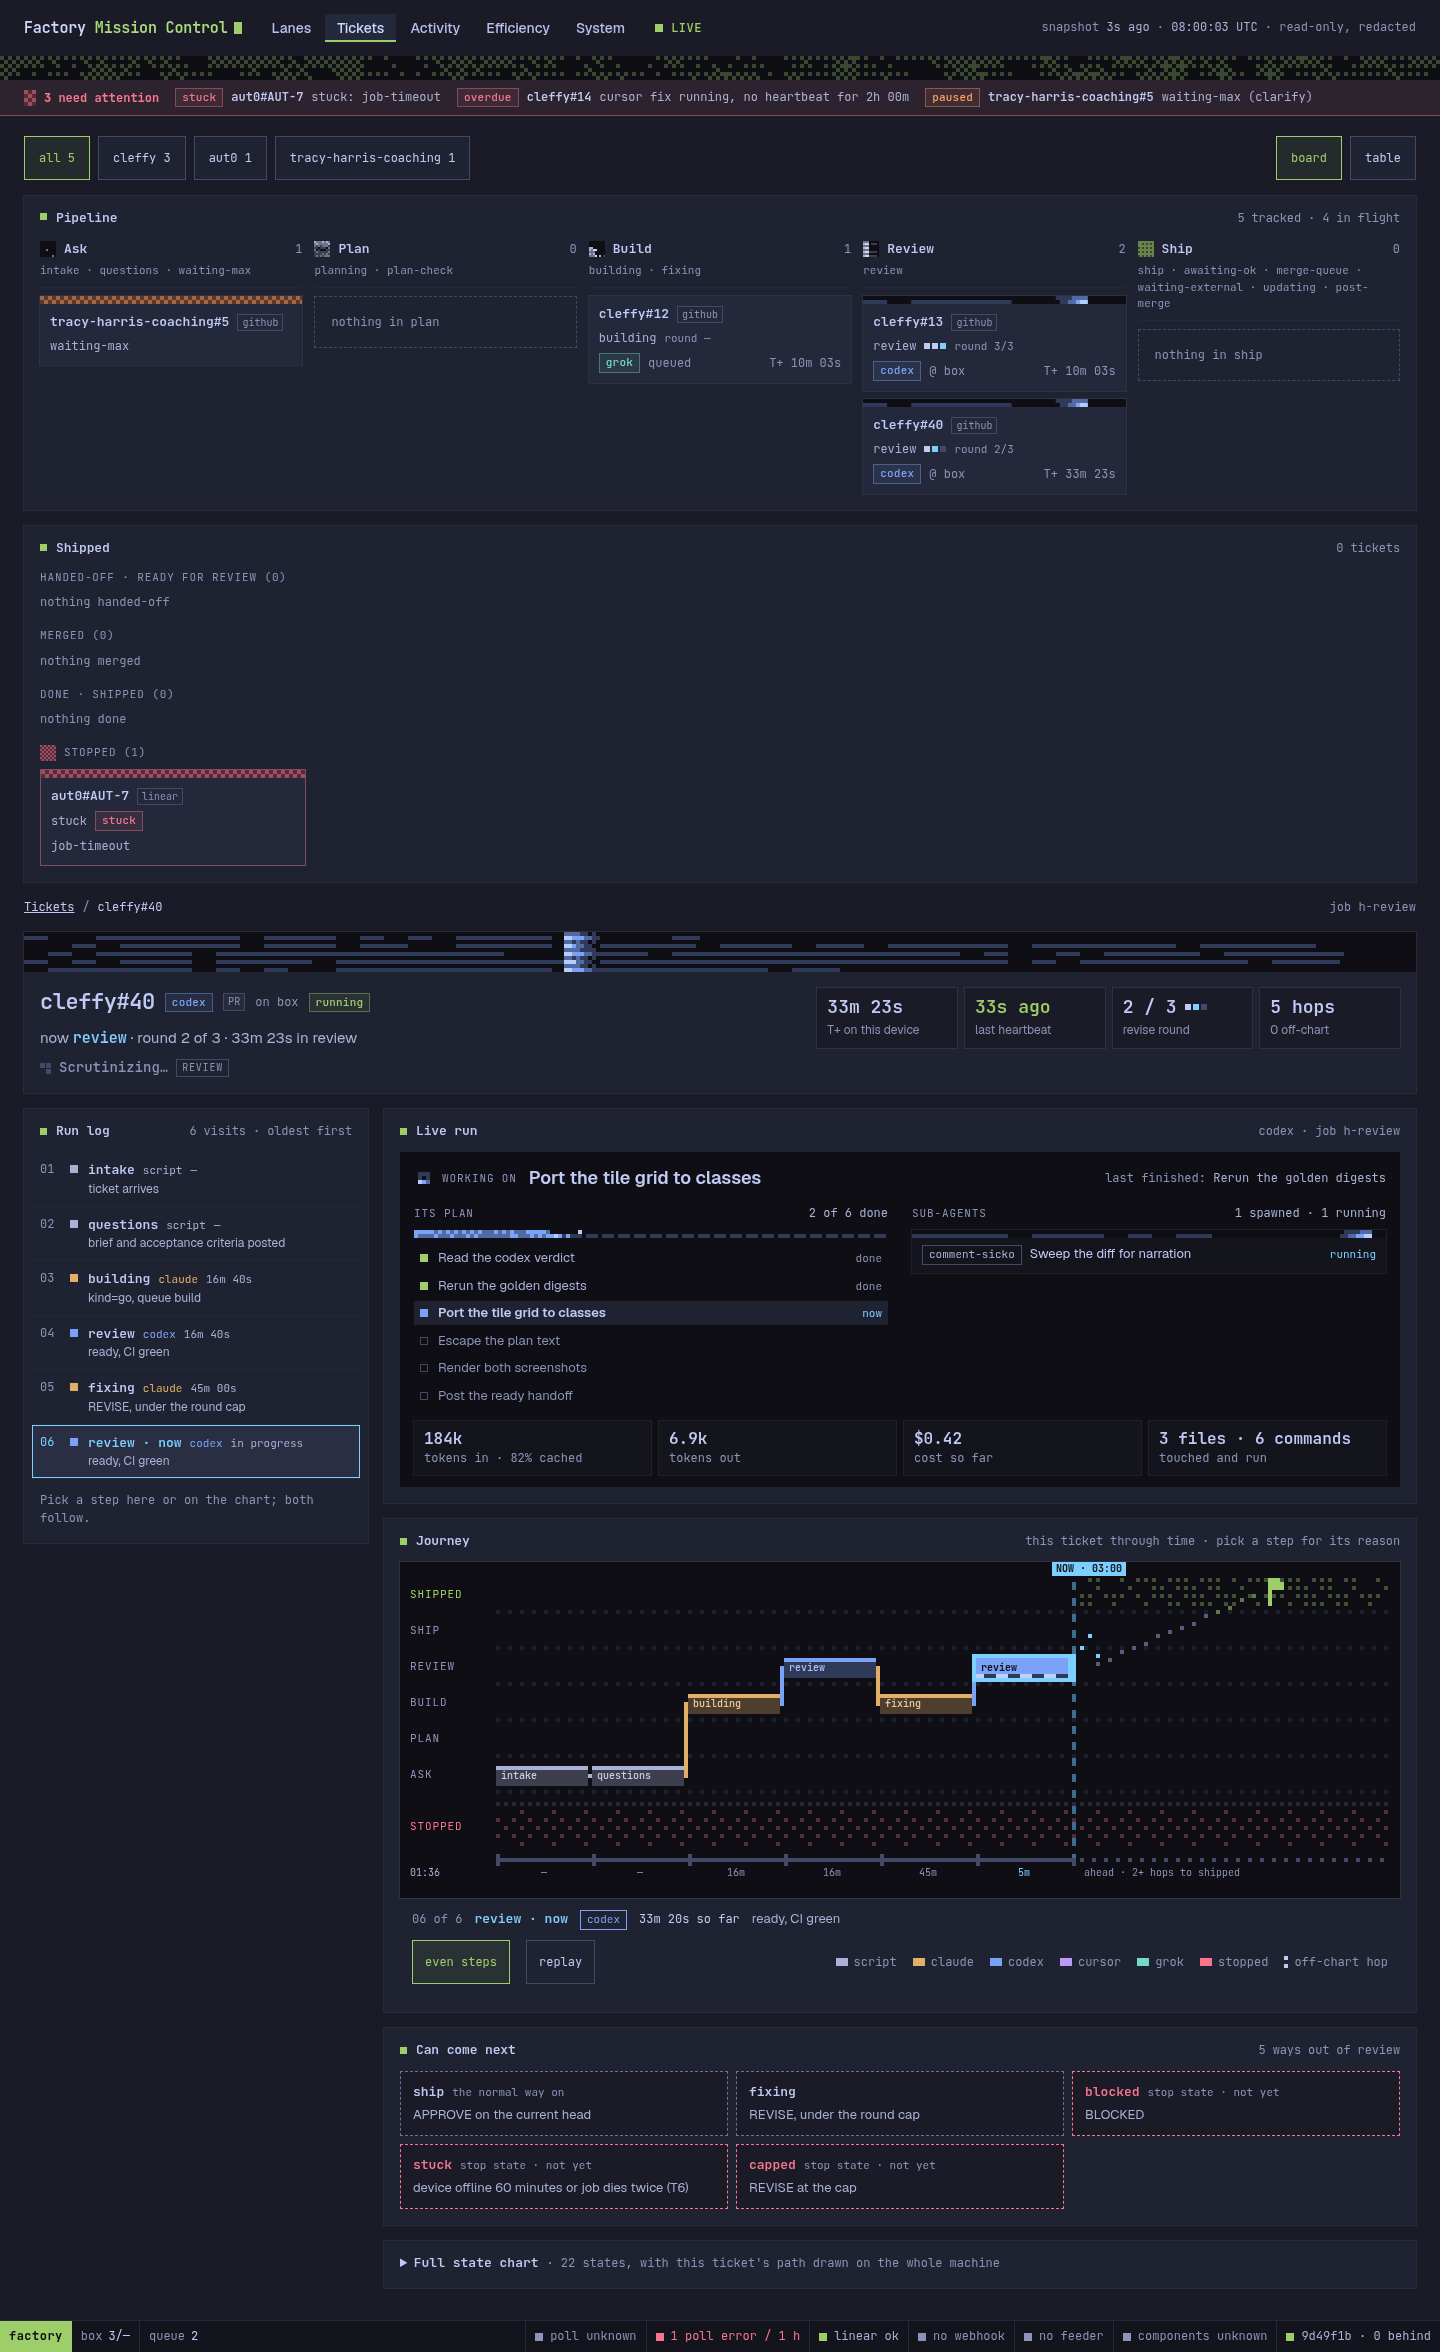 Factory Mission Control Lanes Tickets Activity Efficiency System LIVE snapshot 3s ago · 08:00:03 UTC · read-only, redacted
3 need attention stuck aut0#AUT-7 stuck: job-timeout overdue cleffy#14 cursor fix running, no heartbeat for 2h 00m paused tracy-harris-coaching#5 waiting-max (clarify)
all 5 cleffy 3 aut0 1 tracy-harris-coaching 1 board table
Pipeline 5 tracked · 4 in flight
Ask 1 Plan 0 Build 1 Review 2 Ship 0
intake · questions · waiting-max planning · plan-check building · fixing review ship · awaiting-ok · merge-queue ·
waiting-external · updating · post-
merge
tracy-harris-coaching#5 github
waiting-max
nothing in plan
cleffy#12 github
building round —
grok queued T+ 10m 03s
cleffy#13 github
review round 3/3
codex @ box T+ 10m 03s
cleffy#40 github
review round 2/3
codex @ box T+ 33m 23s
nothing in ship
Shipped 0 tickets
HANDED-OFF · READY FOR REVIEW (0)
nothing handed-off
MERGED (0)
nothing merged
DONE · SHIPPED (0)
nothing done
STOPPED (1)
aut0#AUT-7 linear
stuck stuck
job-timeout
Tickets / cleffy#40 job h-review
cleffy#40 codex PR on box running
now review · round 2 of 3 · 33m 23s in review
Scrutinizing… REVIEW
33m 23s
T+ on this device
33s ago
last heartbeat
2 / 3
revise round
5 hops
0 off-chart
Run log 6 visits · oldest first
01 intake script —
ticket arrives
02 questions script —
brief and acceptance criteria posted
03 building claude 16m 40s
kind=go, queue build
04 review codex 16m 40s
ready, CI green
05 fixing claude 45m 00s
REVISE, under the round cap
06 review · now codex in progress
ready, CI green
Pick a step here or on the chart; both
follow.
Live run codex · job h-review
WORKING ON Port the tile grid to classes last finished: Rerun the golden digests
ITS PLAN 2 of 6 done
Read the codex verdict done
Rerun the golden digests done
Port the tile grid to classes now
Escape the plan text
Render both screenshots
Post the ready handoff
SUB-AGENTS 1 spawned · 1 running
comment-sicko Sweep the diff for narration running
184k
tokens in · 82% cached
6.9k
tokens out
$0.42
cost so far
3 files · 6 commands
touched and run
Journey this ticket through time · pick a step for its reason
NOW · 03:00
SHIPPED
SHIP
REVIEW review review
BUILD building fixing
PLAN
ASK intake questions
STOPPED
01:36 — — 16m 16m 45m 5m ahead · 2+ hops to shipped
06 of 6 review · now codex 33m 20s so far ready, CI green
even steps replay script claude codex cursor grok stopped off-chart hop
Can come next 5 ways out of review
ship the normal way on
APPROVE on the current head
fixing
REVISE, under the round cap
blocked stop state · not yet
BLOCKED
stuck stop state · not yet
device offline 60 minutes or job dies twice (T6)
capped stop state · not yet
REVISE at the cap
Full state chart · 22 states, with this ticket's path drawn on the whole machine
factory box 3/— queue 2 poll unknown 1 poll error / 1 h linear ok no webhook no feeder components unknown 9d49f1b · 0 behind